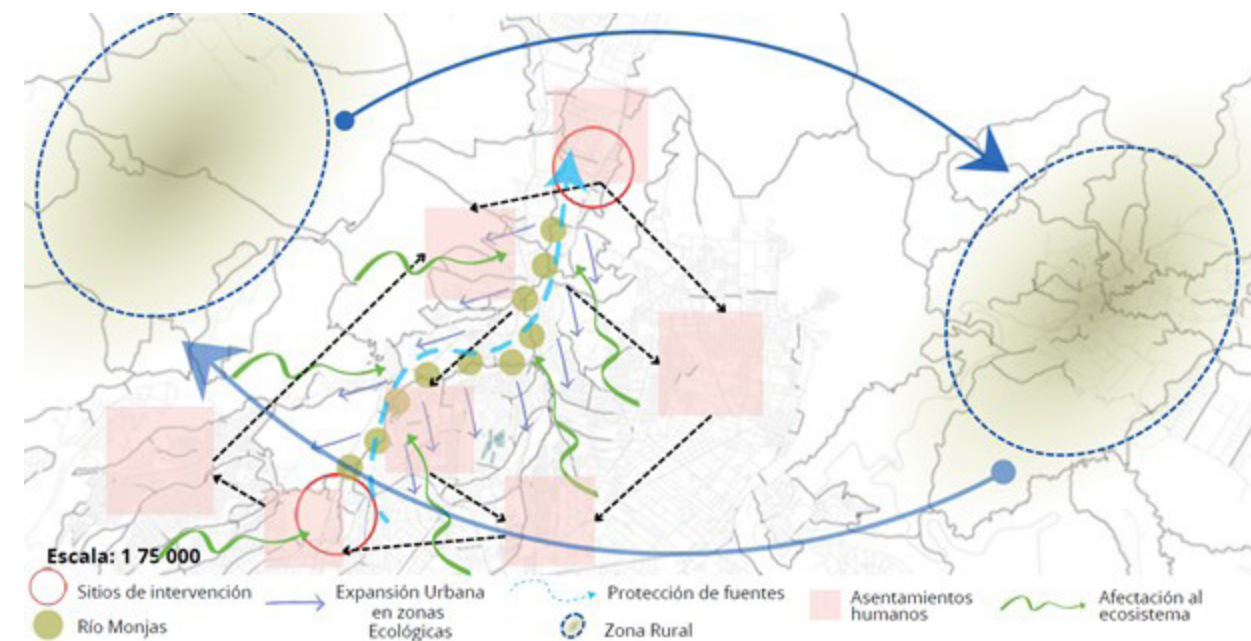 Escala: 1 75 000
Sitios de intervención
Río Monjas
Expansión Urbana
en zonas
Ecológicas
Protección de fuentes
Zona Rural
Asentamientos
humanos
Afectación al
ecosistema